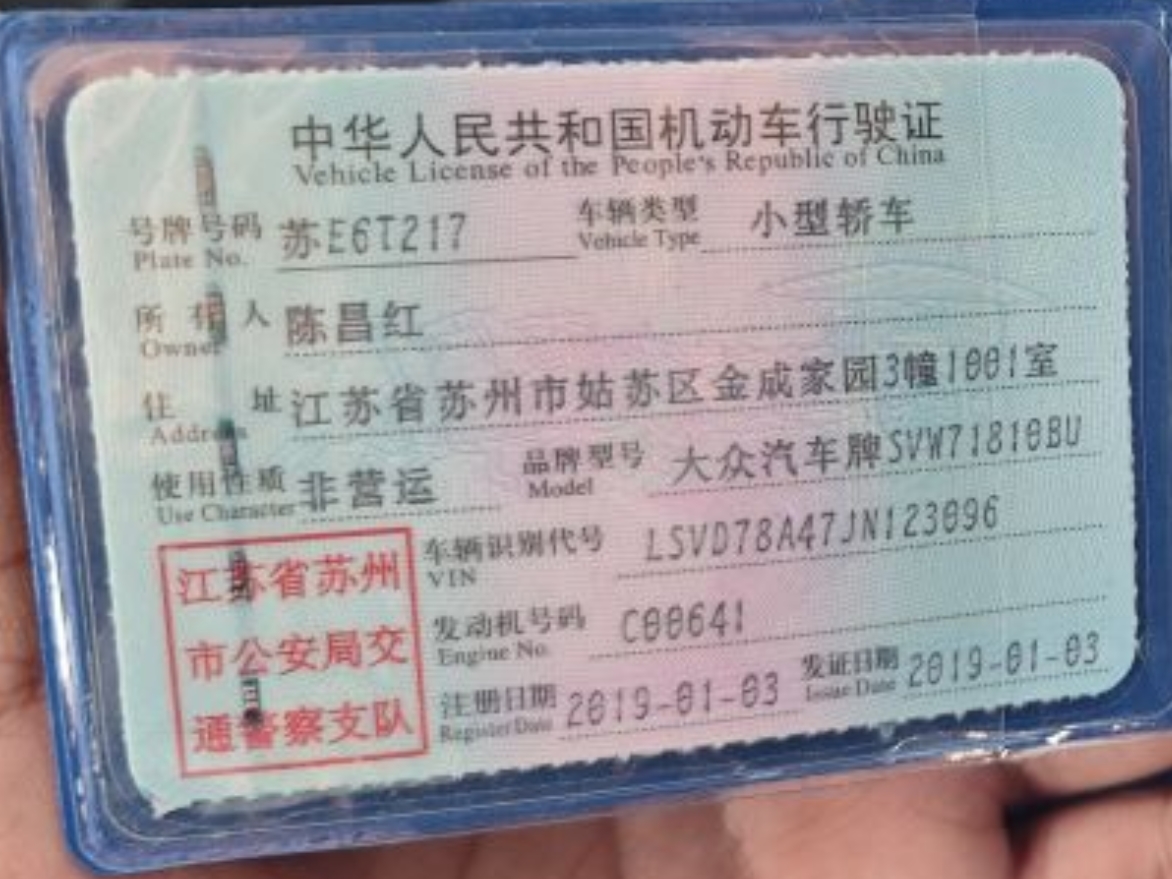 中华人民共和国机动车行驶证
Vehicle License of the People's Republic of China
号牌号码 苏E6T217 车辆类型 小型轿车
Plate No. Vehicle Type
所有人 陈昌红
Owner
住址 江苏省苏州市姑苏区金成家园3幢1001室
Address
使用性质 非营运 品牌型号 大众汽车牌SVW71810BU
Use Character Model
江苏省苏州
市公安局交
通警察支队
车辆识别代号 LSVD78A47JN123096
VIN
发动机号码 C00641
Engine No.
注册日期 2019-01-03 发证日期 2019-01-03
Register Date Issue Date